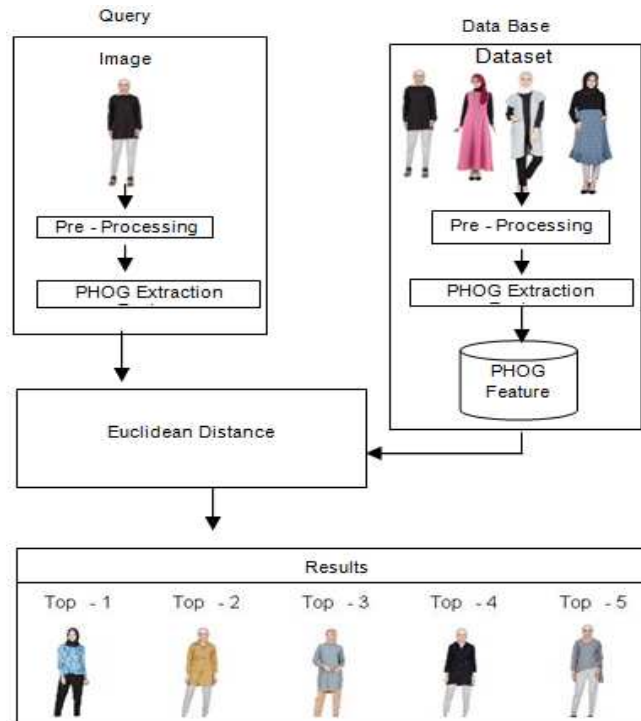 Query
Image
Pre - Processing
PHOG Extraction
Data Base
Dataset
Pre - Processing
PHOG Extraction
PHOG
Feature
Euclidean Distance
Results
Top - 1
Top - 2
Top - 3
Top - 4
Top - 5